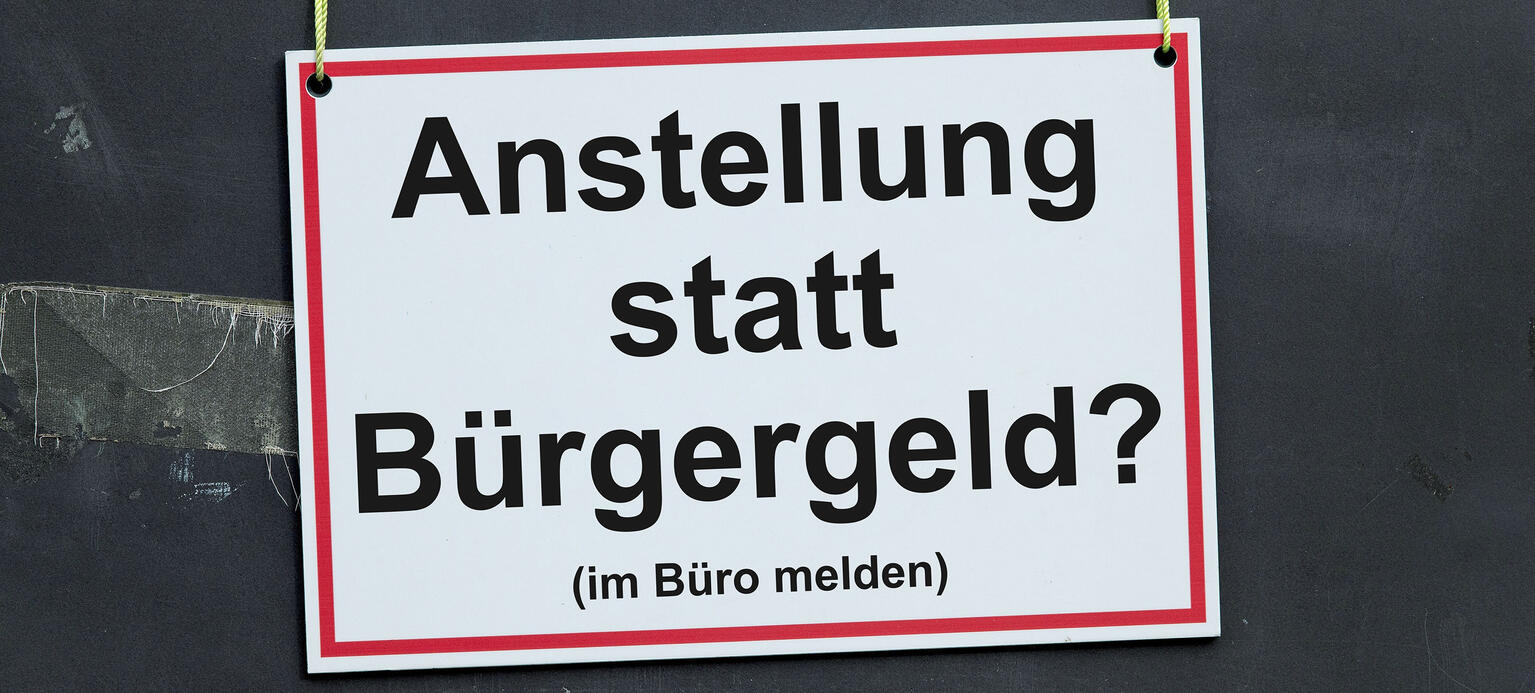 Anstellung
statt
Bürgergeld?
(im Büro melden)